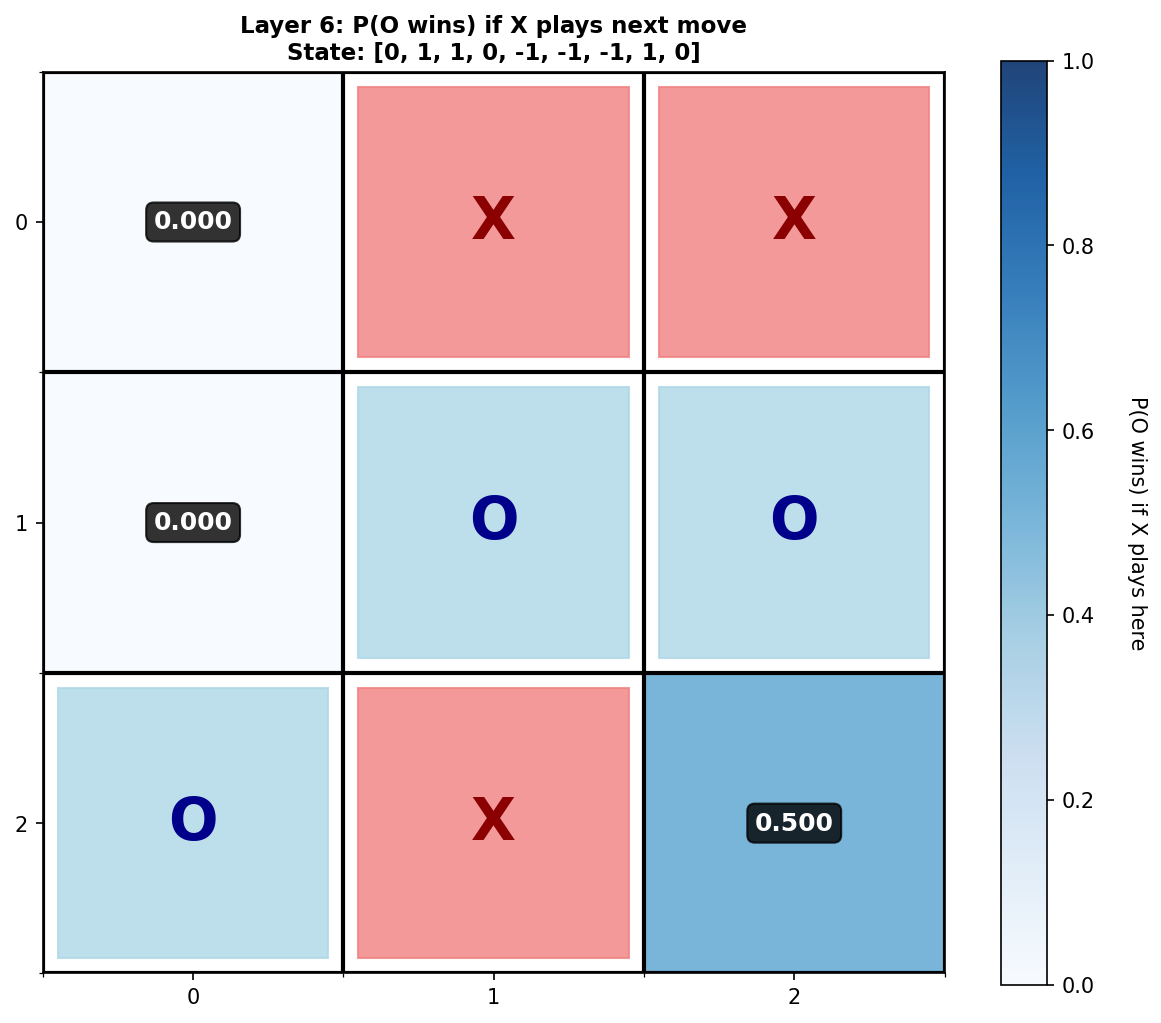 Layer 6: P(O wins) if X plays next move
State: [0, 1, 1, 0, -1, -1, -1, 1, 0]
0
0.000
X
X
1
0.000
O
O
2
O
X
0.500
0
1
2
1.0
0.8
0.6
0.4
0.2
0.0
P(O wins) if X plays here